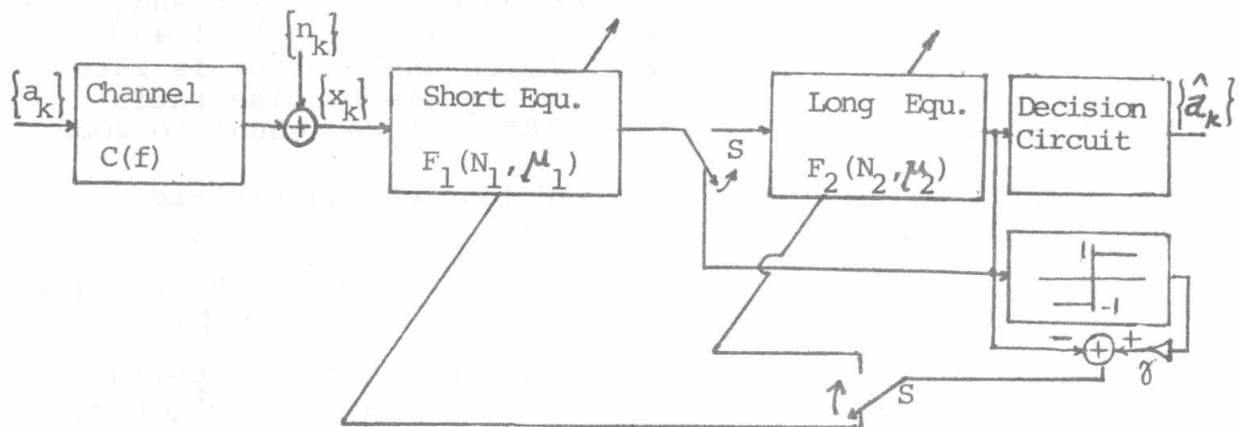 {n_k}
{a_k} Channel C(f)
{x_k}
Short Equ. F_1(N_1, μ_1)
S
Long Equ. F_2(N_2, μ_2)
Decision Circuit
{â_k}
1
-1
- + +
γ
S